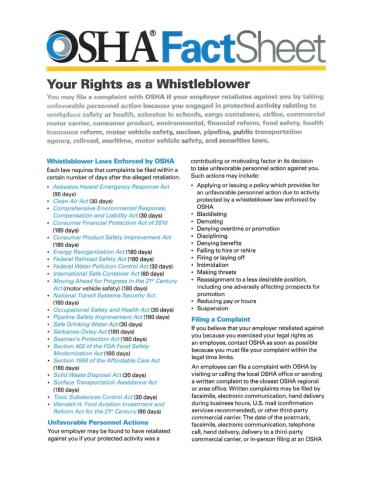 OSHA® FactSheet
Your Rights as a Whistleblower
You may file a complaint with OSHA if your employer retaliates against you by taking
unfavorable personnel action because you engaged in protected activity relating to
workplace safety or health, asbestos in schools, cargo containers, airline, commercial
motor carrier, consumer product, environmental, financial reform, food safety, health
insurance reform, motor vehicle safety, nuclear, pipeline, public transportation
agency, railroad, maritime, motor vehicle safety, and securities laws.
Whistleblower Laws Enforced by OSHA
Each law requires that complaints be filed within a
certain number of days after the alleged retaliation.
• Asbestos Hazard Emergency Response Act
(90 days)
• Clean Air Act (30 days)
• Comprehensive Environmental Response,
Compensation and Liability Act (30 days)
• Consumer Financial Protection Act of 2010
(180 days)
• Consumer Product Safety Improvement Act
(180 days)
• Energy Reorganization Act (180 days)
• Federal Railroad Safety Act (180 days)
• Federal Water Pollution Control Act (30 days)
• International Safe Container Act (60 days)
• Moving Ahead for Progress in the 21st Century
Act (motor vehicle safety) (180 days)
• National Transit Systems Security Act
(180 days)
• Occupational Safety and Health Act (30 days)
• Pipeline Safety Improvement Act (180 days)
• Safe Drinking Water Act (30 days)
• Sarbanes-Oxley Act (180 days)
• Seaman's Protection Act (180 days)
• Section 402 of the FDA Food Safety
Modernization Act (180 days)
• Section 1558 of the Affordable Care Act
(180 days)
• Solid Waste Disposal Act (30 days)
• Surface Transportation Assistance Act
(180 days)
• Toxic Substances Control Act (30 days)
• Wendell H. Ford Aviation Investment and
Reform Act for the 21st Century (90 days)
Unfavorable Personnel Actions
Your employer may be found to have retaliated
against you if your protected activity was a
contributing or motivating factor in its decision
to take unfavorable personnel action against you.
Such actions may include:
• Applying or issuing a policy which provides for
an unfavorable personnel action due to activity
protected by a whistleblower law enforced by
OSHA
• Blacklisting
• Demoting
• Denying overtime or promotion
• Disciplining
• Denying benefits
• Failing to hire or rehire
• Firing or laying off
• Intimidation
• Making threats
• Reassignment to a less desirable position,
including one adversely affecting prospects for
promotion
• Reducing pay or hours
• Suspension
Filing a Complaint
If you believe that your employer retaliated against
you because you exercised your legal rights as
an employee, contact OSHA as soon as possible
because you must file your complaint within the
legal time limits.
An employee can file a complaint with OSHA by
visiting or calling the local OSHA office or sending
a written complaint to the closest OSHA regional
or area office. Written complaints may be filed by
facsimile, electronic communication, hand delivery
during business hours, U.S. mail (confirmation
services recommended), or other third-party
commercial carrier. The date of the postmark,
facsimile, electronic communication, telephone
call, hand delivery, delivery to a third-party
commercial carrier, or in-person filing at an OSHA